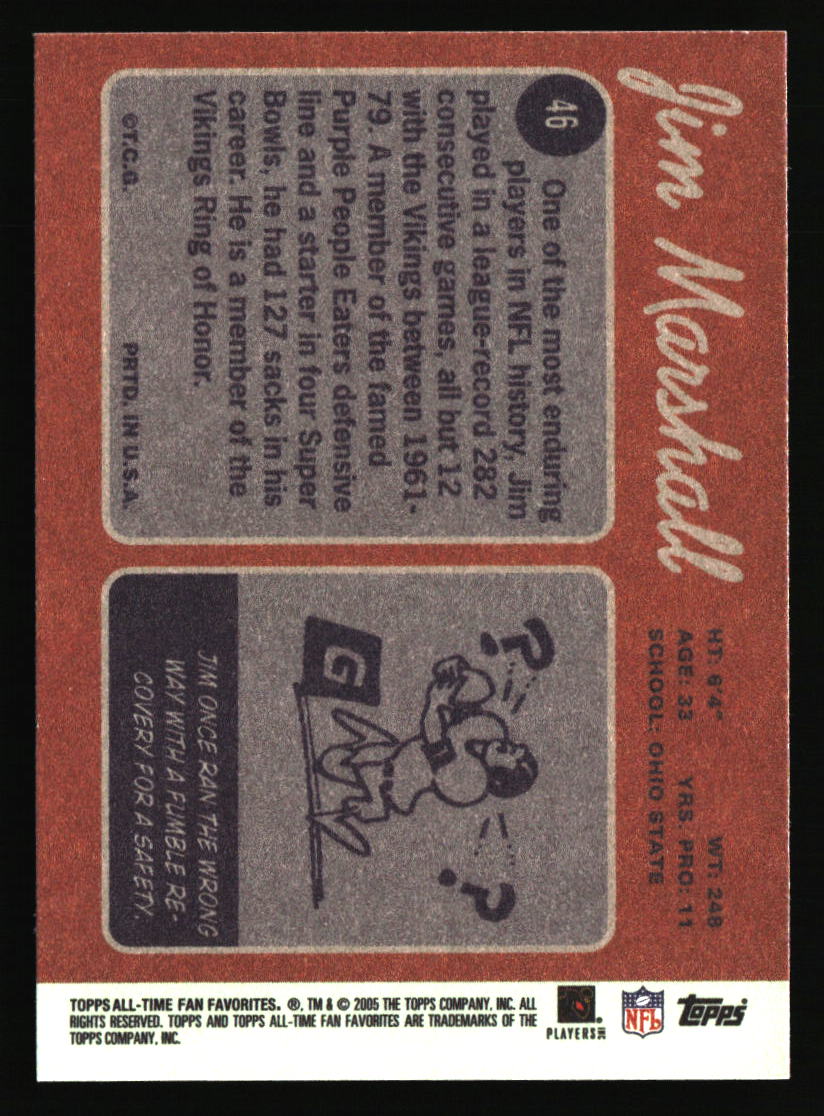 Jim Marshall
HT: 6'4" WT: 248
AGE: 33 YRS. PRO: 11
SCHOOL: OHIO STATE
46
One of the most enduring
players in NFL history, Jim
played in a league-record 282
consecutive games, all but 12
with the Vikings between 1961-
79. A member of the famed
Purple People Eaters defensive
line and a starter in four Super
Bowls, he had 127 sacks in his
career. He is a member of the
Vikings Ring of Honor.
©T.C.G. PRTD. IN U.S.A.
?
?
G
JIM ONCE RAN THE WRONG
WAY WITH A FUMBLE RE-
COVERY FOR A SAFETY.
TOPPS ALL-TIME FAN FAVORITES. ®, TM & © 2005 THE TOPPS COMPANY, INC. ALL
RIGHTS RESERVED. TOPPS AND TOPPS ALL-TIME FAN FAVORITES ARE TRADEMARKS OF THE
TOPPS COMPANY, INC.
PLAYERS INC
NFL
topps